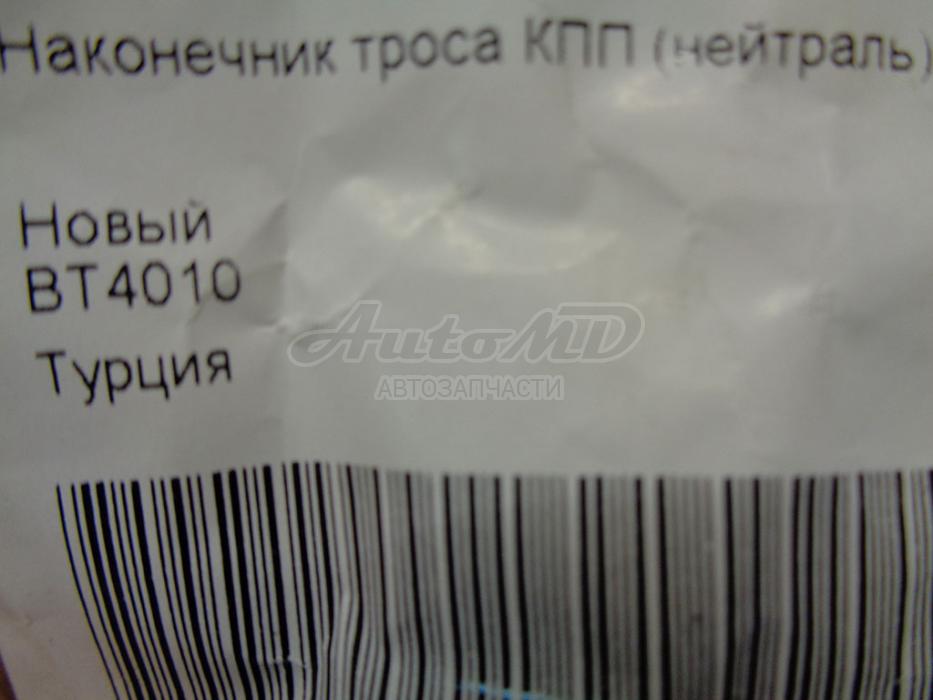 Наконечник троса КПП (нейтраль)
Новый
BT4010
Турция
AutoMD
АВТОЗАПЧАСТИ